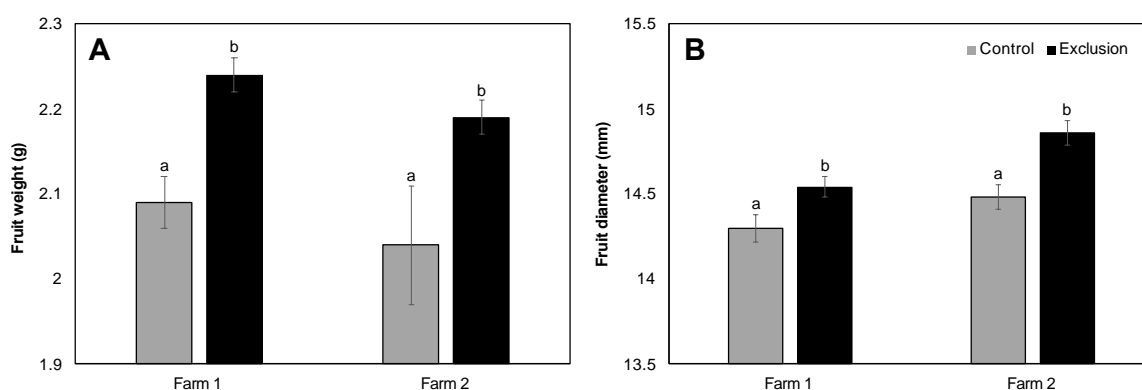 A
Fruit weight (g)
2.3
2.2
2.1
2
1.9
b
a
b
a
Farm 1
Farm 2
B
Control
Exclusion
Fruit diameter (mm)
15.5
15
14.5
14
13.5
a
b
a
b
Farm 1
Farm 2